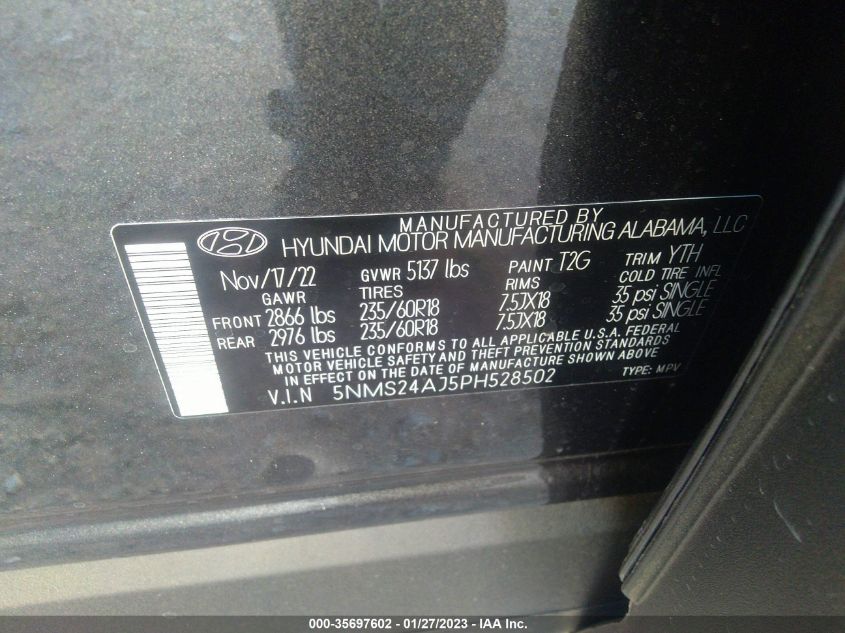 MANUFACTURED BY
HYUNDAI MOTOR MANUFACTURING ALABAMA, LLC
Nov/17/22 GVWR 5137 lbs PAINT T2G TRIM YTH
GAWR TIRES RIMS COLD TIRE INFL
FRONT 2866 lbs 235/60R18 7.5JX18 35 psi SINGLE
REAR 2976 lbs 235/60R18 7.5JX18 35 psi SINGLE
THIS VEHICLE CONFORMS TO ALL APPLICABLE U.S.A. FEDERAL
MOTOR VEHICLE SAFETY AND THEFT PREVENTION STANDARDS
IN EFFECT ON THE DATE OF MANUFACTURE SHOWN ABOVE
V.I.N 5NMS24AJ5PH528502 TYPE: MPV
000-35697602 - 01/27/2023 - IAA Inc.